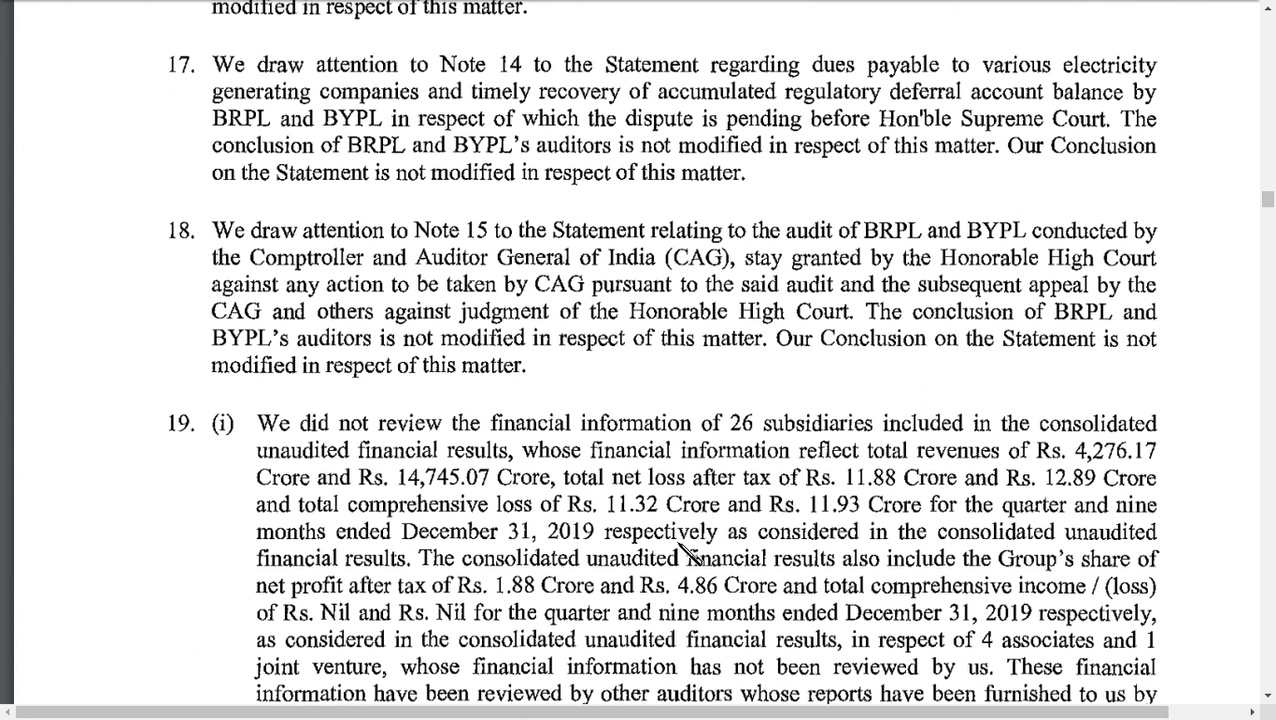 modified in respect of this matter.
17. We draw attention to Note 14 to the Statement regarding dues payable to various electricity
generating companies and timely recovery of accumulated regulatory deferral account balance by
BRPL and BYPL in respect of which the dispute is pending before Hon'ble Supreme Court. The
conclusion of BRPL and BYPL's auditors is not modified in respect of this matter. Our Conclusion
on the Statement is not modified in respect of this matter.
18. We draw attention to Note 15 to the Statement relating to the audit of BRPL and BYPL conducted by
the Comptroller and Auditor General of India (CAG), stay granted by the Honorable High Court
against any action to be taken by CAG pursuant to the said audit and the subsequent appeal by the
CAG and others against judgment of the Honorable High Court. The conclusion of BRPL and
BYPL's auditors is not modified in respect of this matter. Our Conclusion on the Statement is not
modified in respect of this matter.
19. (i) We did not review the financial information of 26 subsidiaries included in the consolidated
unaudited financial results, whose financial information reflect total revenues of Rs. 4,276.17
Crore and Rs. 14,745.07 Crore, total net loss after tax of Rs. 11.88 Crore and Rs. 12.89 Crore
and total comprehensive loss of Rs. 11.32 Crore and Rs. 11.93 Crore for the quarter and nine
months ended December 31, 2019 respectively as considered in the consolidated unaudited
financial results. The consolidated unaudited financial results also include the Group's share of
net profit after tax of Rs. 1.88 Crore and Rs. 4.86 Crore and total comprehensive income / (loss)
of Rs. Nil and Rs. Nil for the quarter and nine months ended December 31, 2019 respectively,
as considered in the consolidated unaudited financial results, in respect of 4 associates and 1
joint venture, whose financial information has not been reviewed by us. These financial
information have been reviewed by other auditors whose reports have been furnished to us by